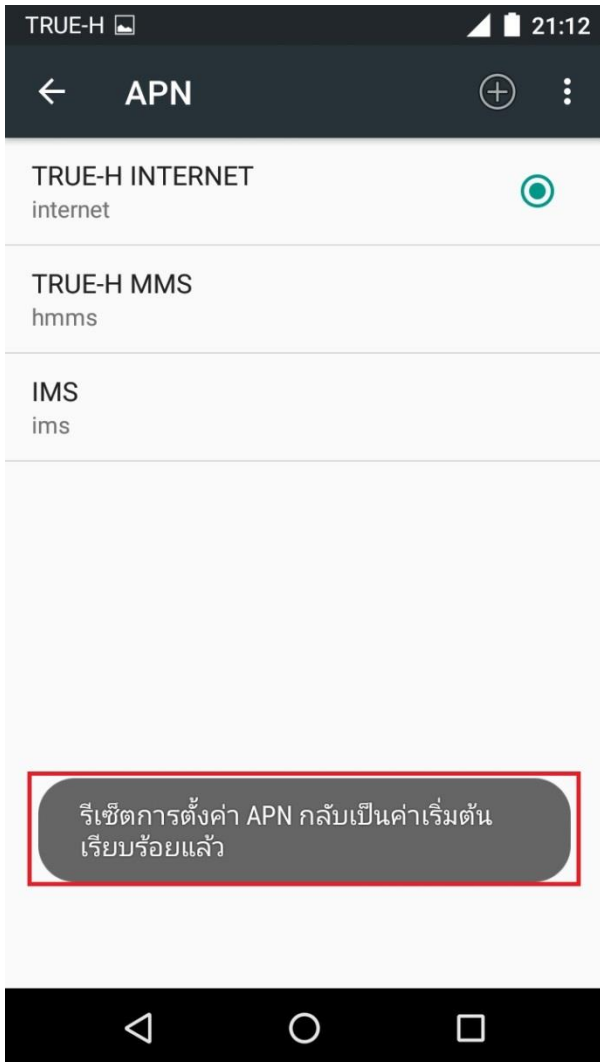 TRUE-H 21:12
APN
TRUE-H INTERNET
internet
TRUE-H MMS
hmms
IMS
ims
รีเซ็ตการตั้งค่า APN กลับเป็นค่าเริ่มต้น
เรียบร้อยแล้ว